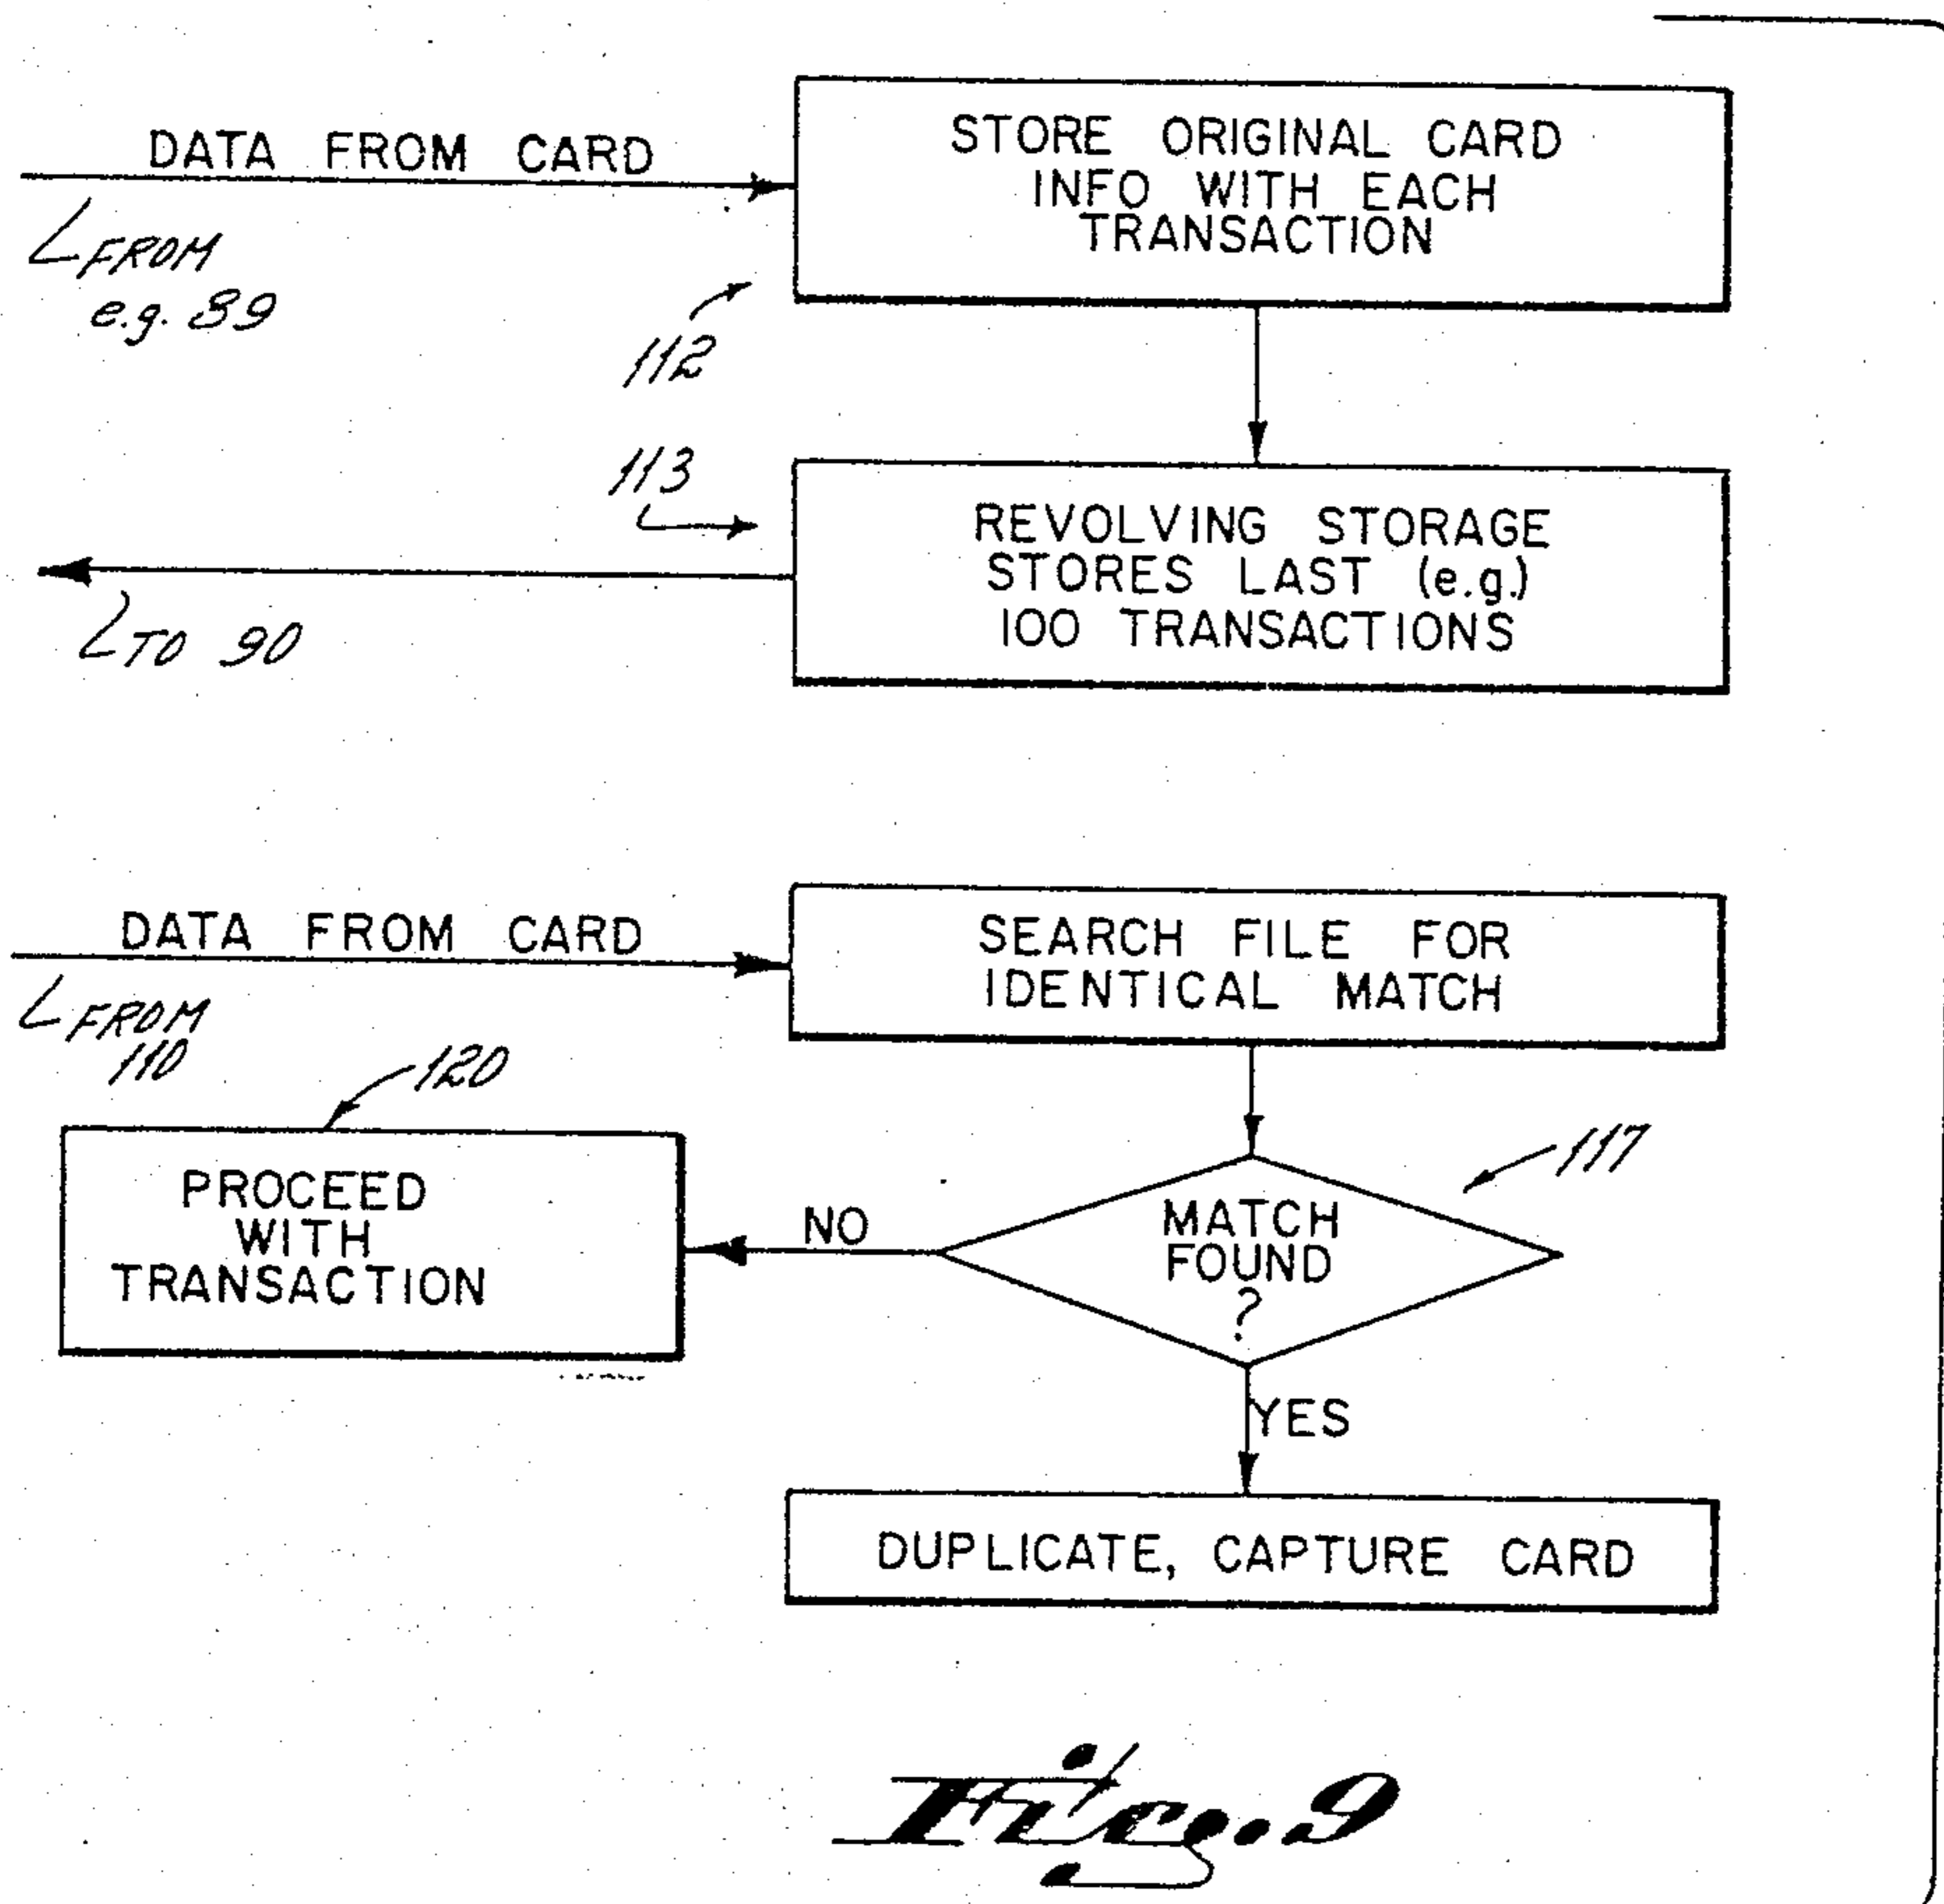 DATA FROM CARD
FROM
e.g. 89
STORE ORIGINAL CARD
INFO WITH EACH
TRANSACTION
112
113
REVOLVING STORAGE
STORES LAST (e.g.)
100 TRANSACTIONS
TO 90
DATA FROM CARD
FROM
110
SEARCH FILE FOR
IDENTICAL MATCH
120
117
PROCEED
WITH
TRANSACTION
NO
MATCH
FOUND
?
YES
DUPLICATE, CAPTURE CARD
Fig. 9